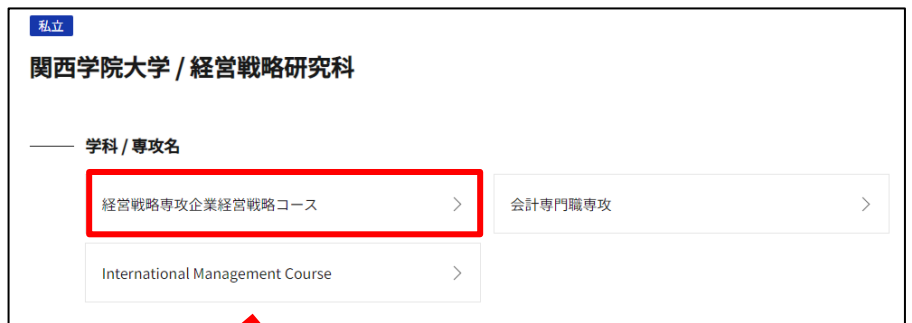 私立
関西学院大学 / 経営戦略研究科
学科 / 専攻名
経営戦略専攻企業経営戦略コース
会計専門職専攻
International Management Course